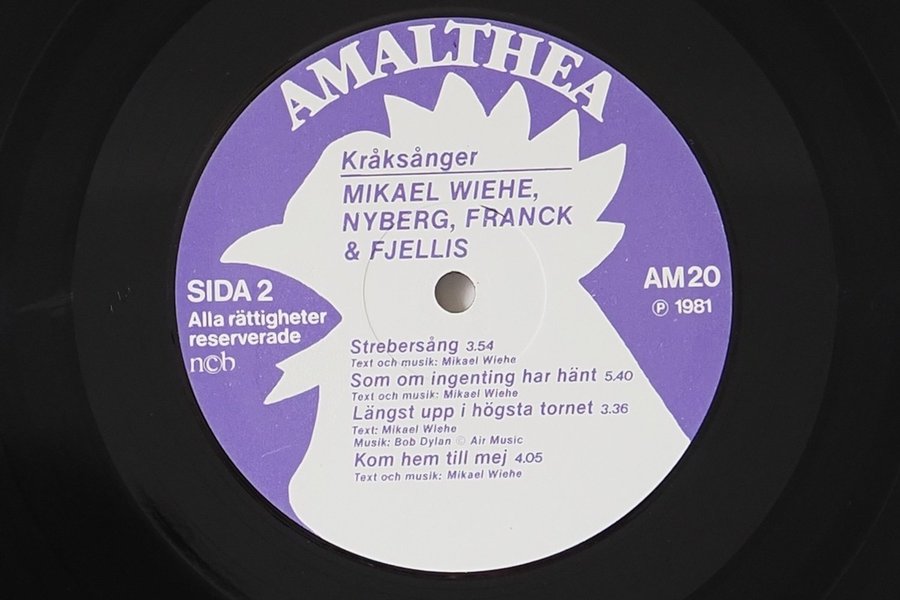 AMALTHEA
Kråksånger
MIKAEL WIEHE,
NYBERG, FRANCK
& FJELLIS
SIDA 2
Alla rättigheter
reserverade
ncb
AM20
Ⓟ 1981
Strebersång 3.54
Text och musik: Mikael Wiehe
Som om ingenting har hänt 5.40
Text och musik: Mikael Wiehe
Längst upp i högsta tornet 3.36
Text: Mikael Wiehe
Musik: Bob Dylan © Air Music
Kom hem till mej 4.05
Text och musik: Mikael Wiehe